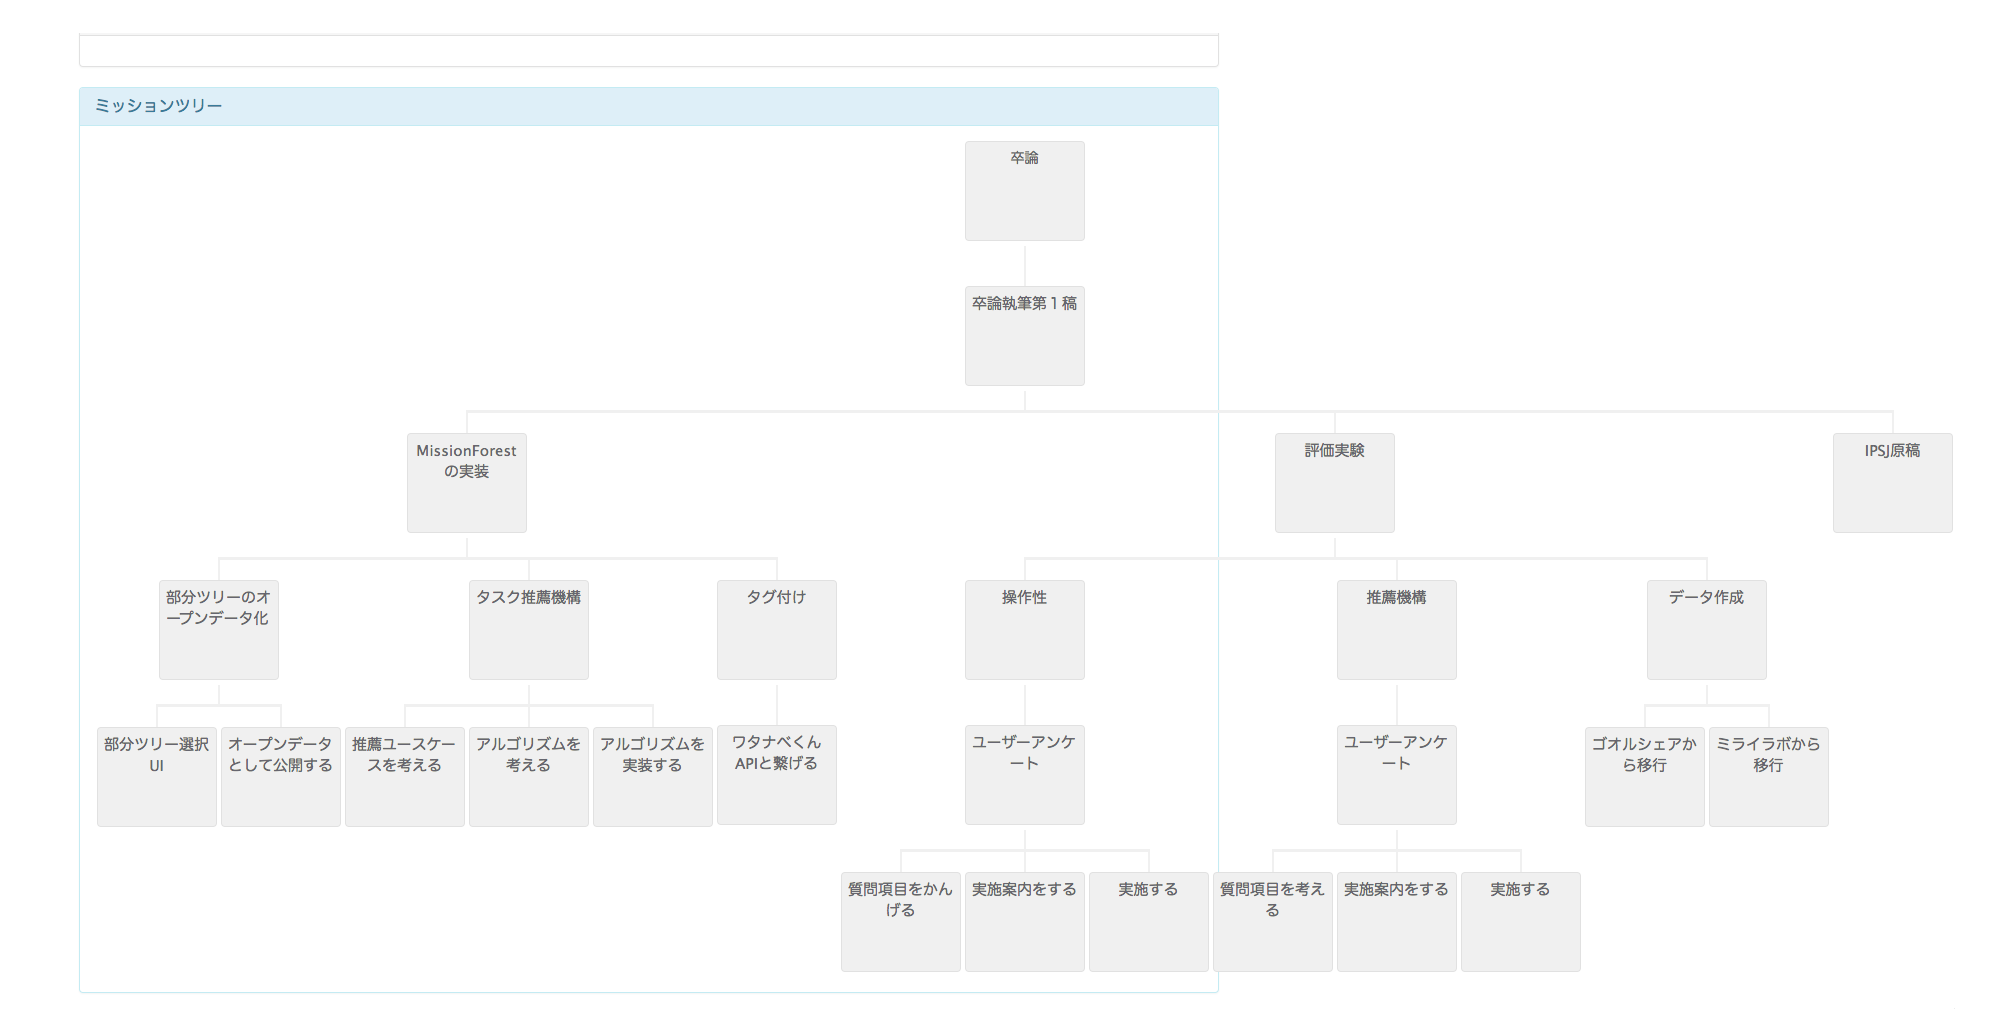 ミッションツリー
卒論
卒論執筆第１稿
MissionForest
の実装
評価実験
IPSJ原稿
部分ツリーのオ
ープンデータ化
タスク推薦機構
タグ付け
操作性
推薦機構
データ作成
部分ツリー選択
UI
オープンデータ
として公開する
推薦ユースケー
スを考える
アルゴリズムを
考える
アルゴリズムを
実装する
ワタナベくん
APIと繋げる
ユーザーアンケ
ート
ユーザーアンケ
ート
ゴオルシェアか
ら移行
ミライラボから
移行
質問項目をかん
げる
実施案内をする
実施する
質問項目を考え
る
実施案内をする
実施する